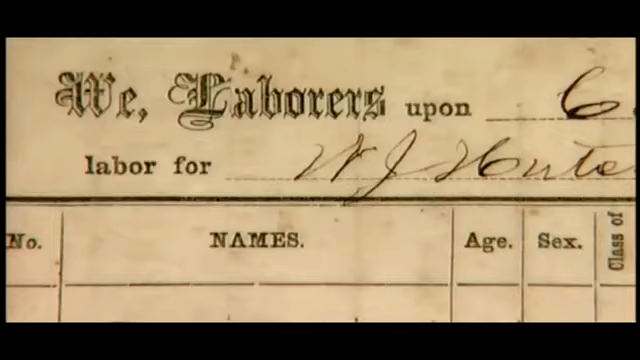 We, Laborers upon
labor for W J
No. NAMES. Age. Sex. Class of